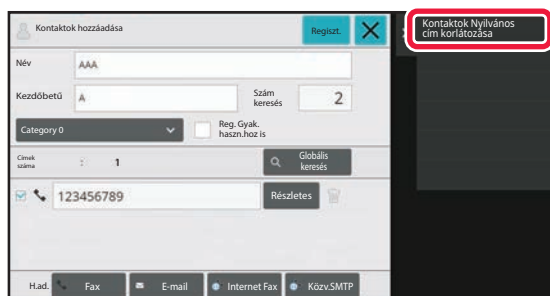 Kontaktok hozzáadása
Regiszt.
Kontaktok Nyilvános
cím korlátozása
Név
AAA
Kezdőbetű
A
Szám
keresés
2
Category 0
Reg. Gyak.
haszn.hoz is
Címek
száma
:
1
Globális
keresés
123456789
Részletes
H.ad.
Fax
E-mail
Internet Fax
Közv.SMTP